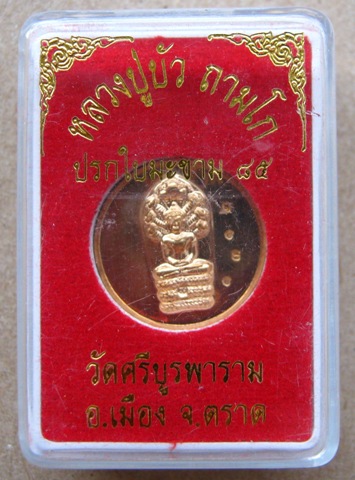 หลวงปู่บัว ถามโก
ปรกใบมะขาม ๘๕
วัดศรีบูรพาราม
อ.เมือง จ.ตราด